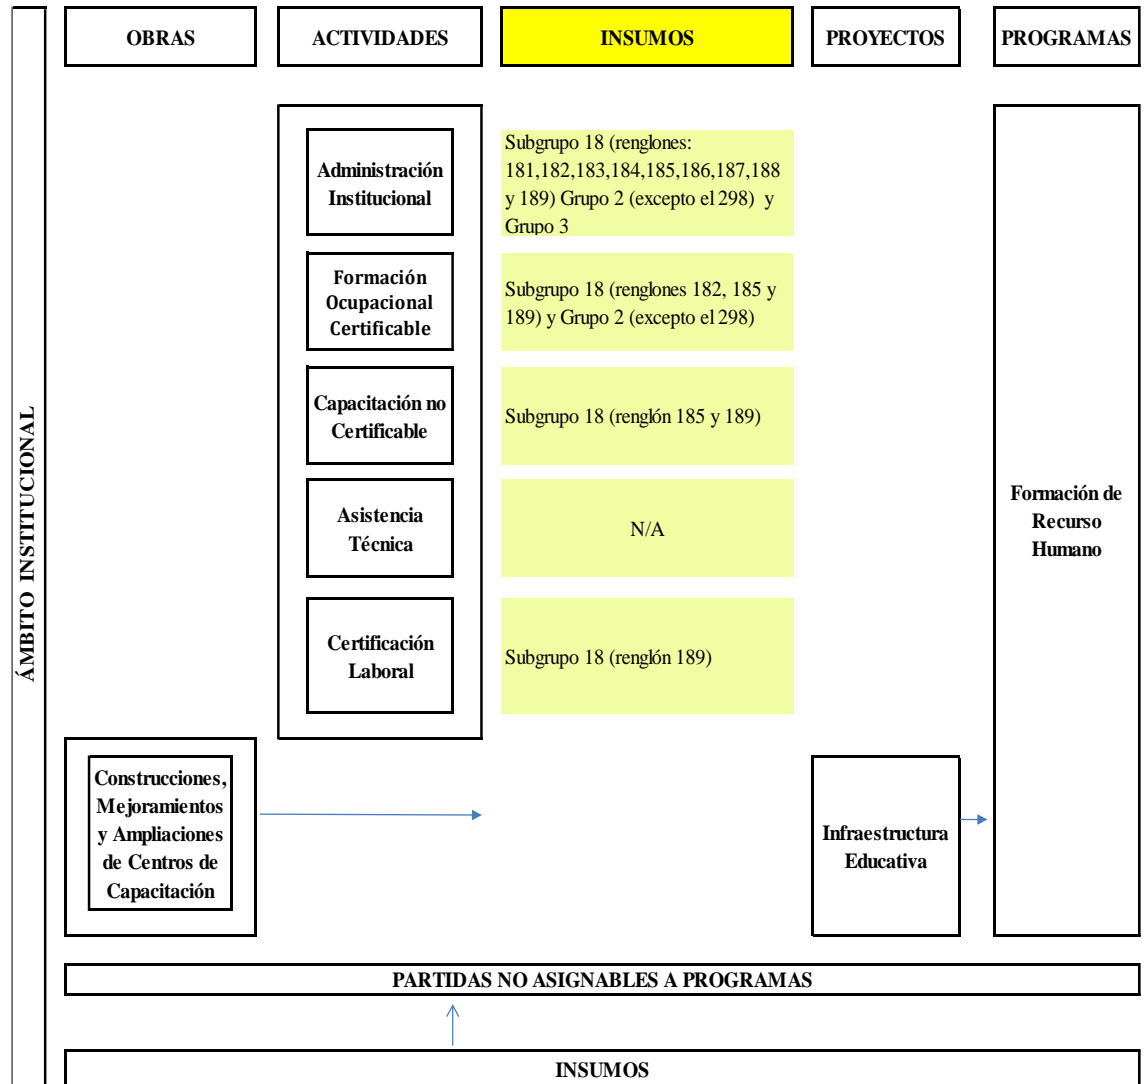 OBRAS
ACTIVIDADES
INSUMOS
PROYECTOS
PROGRAMAS
ÁMBITO INSTITUCIONAL
Administración
Institucional
Subgrupo 18 (renglones:
181,182,183,184,185,186,187,188
y 189) Grupo 2 (excepto el 298) y
Grupo 3
Formación
Ocupacional
Certificable
Subgrupo 18 (renglones 182, 185 y
189) y Grupo 2 (excepto el 298)
Capacitación no
Certificable
Subgrupo 18 (renglón 185 y 189)
Asistencia
Técnica
N/A
Certificación
Laboral
Subgrupo 18 (renglón 189)
Formación de
Recurso
Humano
Construcciones,
Mejoramientos
y Ampliaciones
de Centros de
Capacitación
Infraestructura
Educativa
PARTIDAS NO ASIGNABLES A PROGRAMAS
INSUMOS